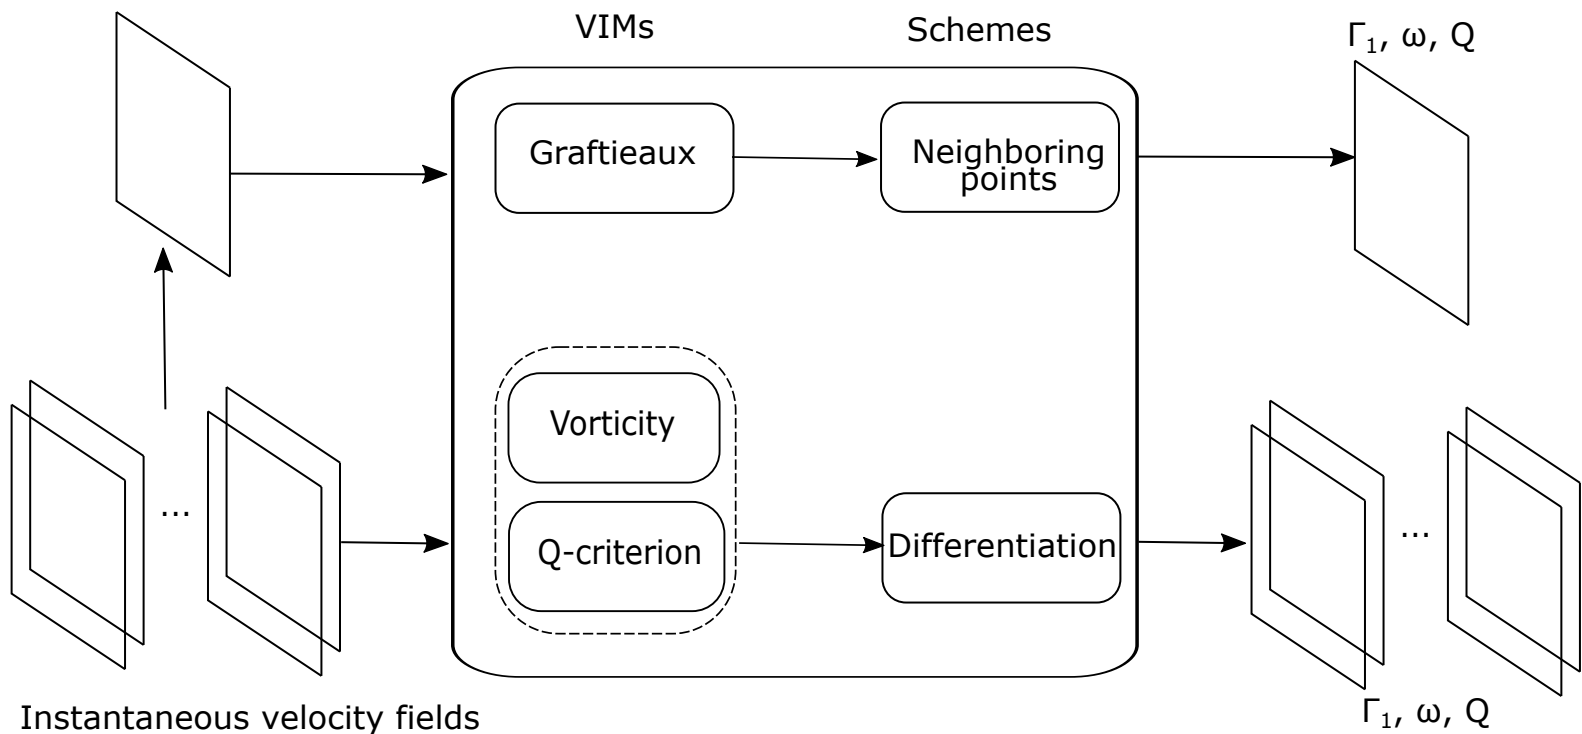 VIMs
Schemes
Γ₁, ω, Q
Graftieaux
Neighboring
points
Vorticity
Q-criterion
Differentiation
...
...
Instantaneous velocity fields
Γ₁, ω, Q